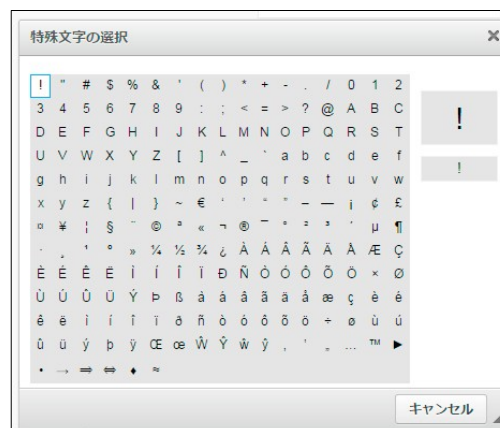 特殊文字の選択 ×
! " # $ % & ' ( ) * + - . / 0 1 2
3 4 5 6 7 8 9 : ; < = > ? @ A B C
D E F G H I J K L M N O P Q R S T
U V W X Y Z [ ] ^ _ ` a b c d e f
g h i j k l m n o p q r s t u v w
x y z { | } ~ – € ‘ ’ “ ” – — ¡ ¢ £
¤ ¥ ¦ § ¨ © ª « ¬ ® ¯ ° ² ³ ´ µ ¶
· ¸ ¹ º » ¼ ½ ¾ ¿ À Á Â Ã Ä Å Æ Ç
È É Ê Ë Ì Í Î Ï Ð Ñ Ò Ó Ô Õ Ö × Ø
Ù Ú Û Ü Ý Þ ß à á â ã ä å æ ç è é
ê ë ì í î ï ð ñ ò ó ô õ ö ÷ ø ù ú
û ü ý þ ÿ Œ œ Ŵ Ŷ ŵ ŷ ‚ ‛ „ … ™ ►
• → ⇒ ⇔ ♦ ≈
!
!
キャンセル